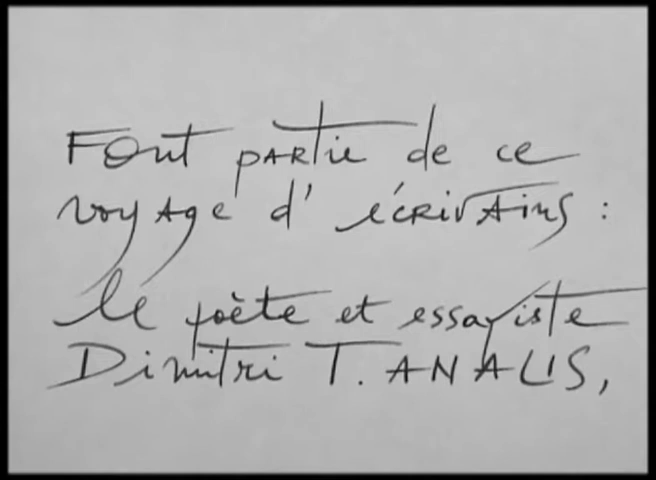 Font partie de ce
voyage d'écrivains :
le poète et essayiste
Dimitri T. ANALIS,